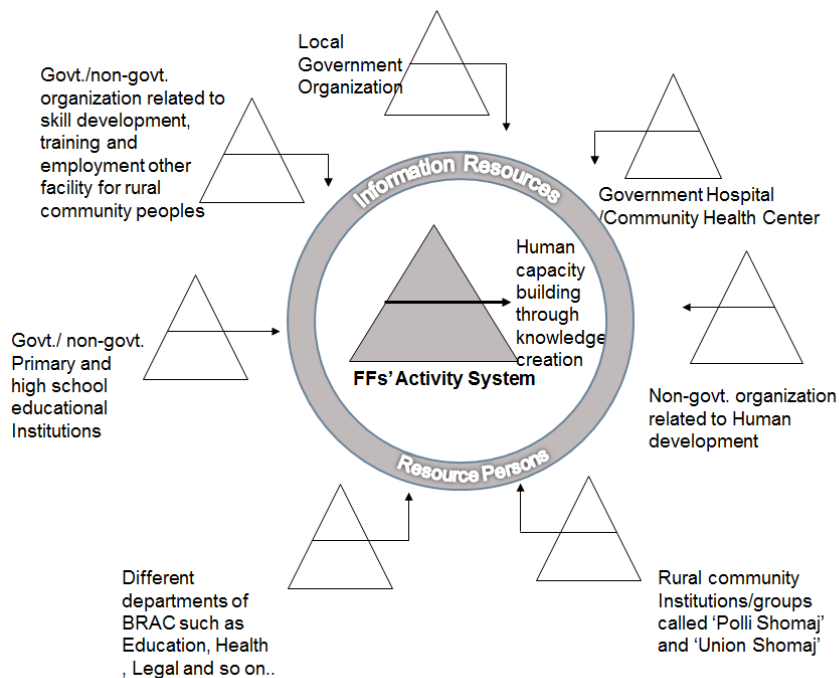 Local
Government
Organization
Govt./non-govt.
organization related to
skill development,
training and
employment other
facility for rural
community peoples
Information Resources
Government Hospital
/Community Health Center
Human
capacity
building
through
knowledge
creation
FFs' Activity System
Govt./ non-govt.
Primary and
high school
educational
Institutions
Non-govt. organization
related to Human
development
Resource Persons
Different
departments of
BRAC such as
Education, Health
, Legal and so on..
Rural community
Institutions/groups
called ‘Polli Shomaj’
and ‘Union Shomaj’